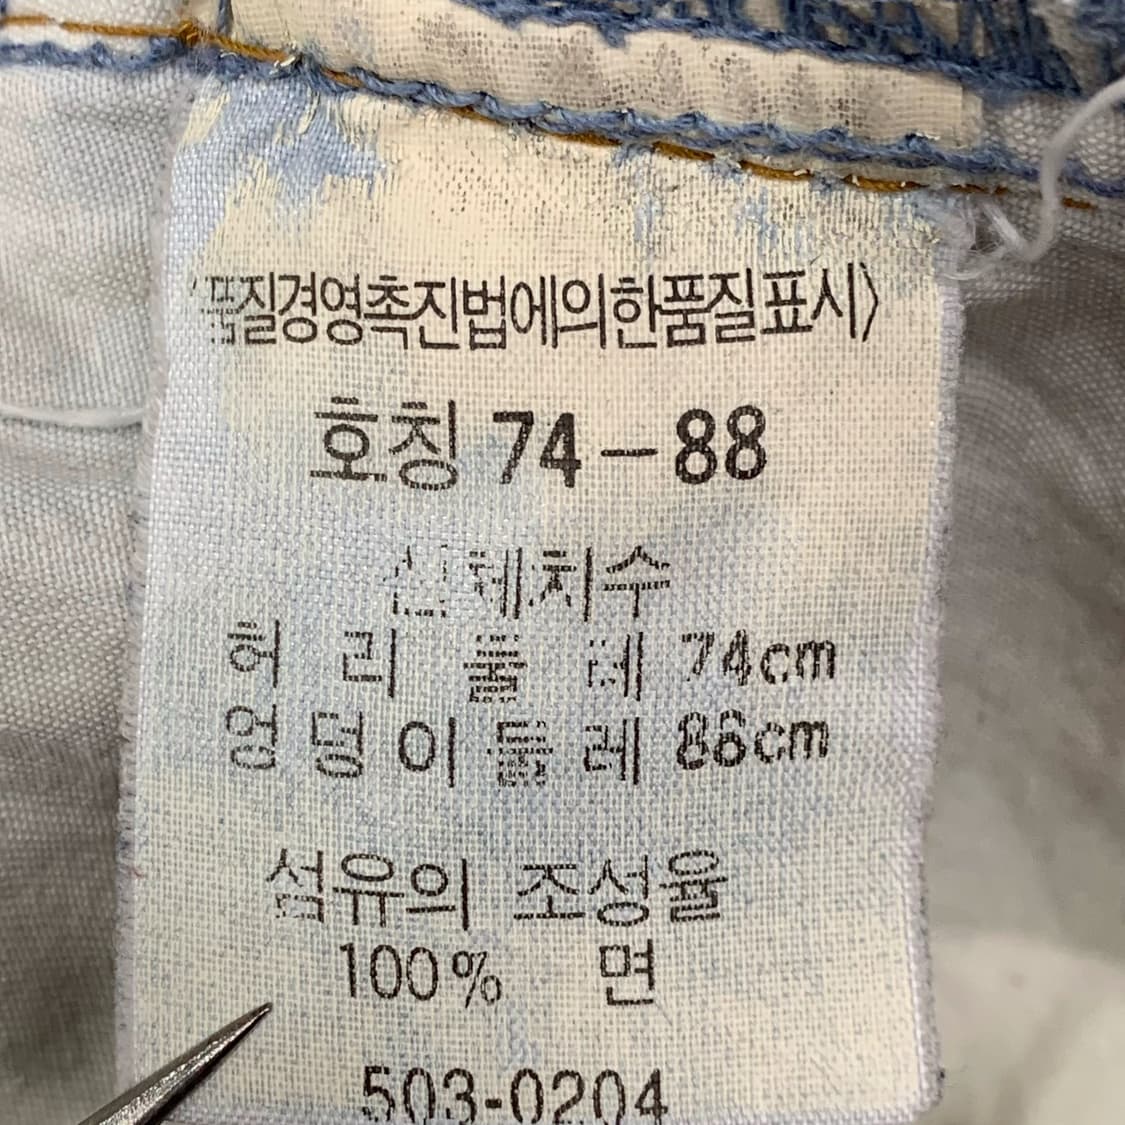 〈품질경영촉진법에의한품질표시〉
호칭 74-88
신체치수
허리둘레 74cm
엉덩이둘레 88cm
섬유의 조성율
100% 면
503-0204